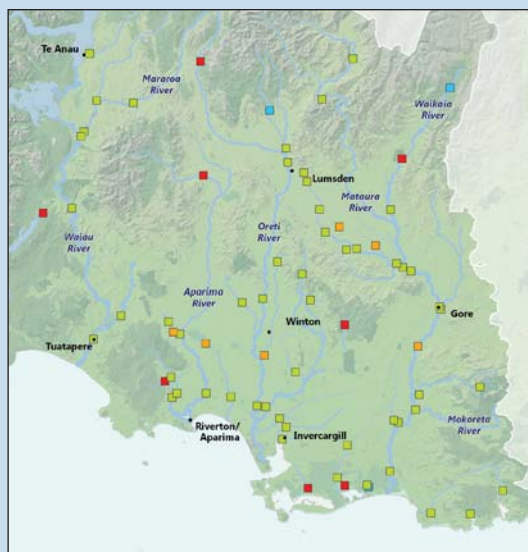 Te Anau
Mararoa
River
Waikaia
River
Lumsden
Mataura
River
Oreti
River
Waiau
River
Aparima
River
Gore
Winton
Tuatapere
Riverton/
Aparima
Invercargill
Mokoreta
River